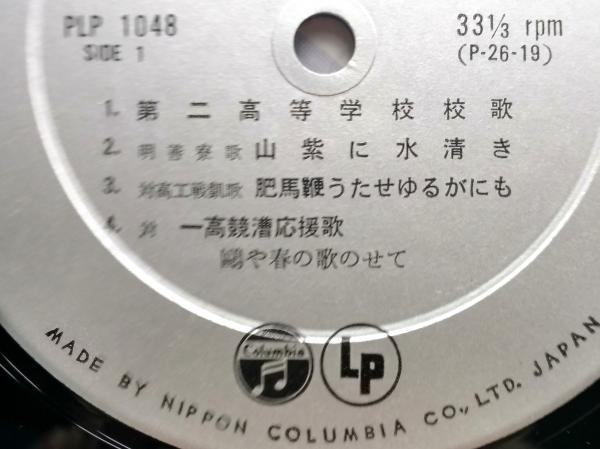 PLP 1048
SIDE 1
33⅓ rpm
(P-26-19)
1. 第二高等学校校歌
2. 明善寮歌 山紫に水清き
3. 対高工戦凱歌 肥馬鞭うたせゆるがにも
4. 対 一高競漕応援歌
鷗や春の歌のせて
Columbia
LP
MADE BY NIPPON COLUMBIA CO., LTD. JAPAN